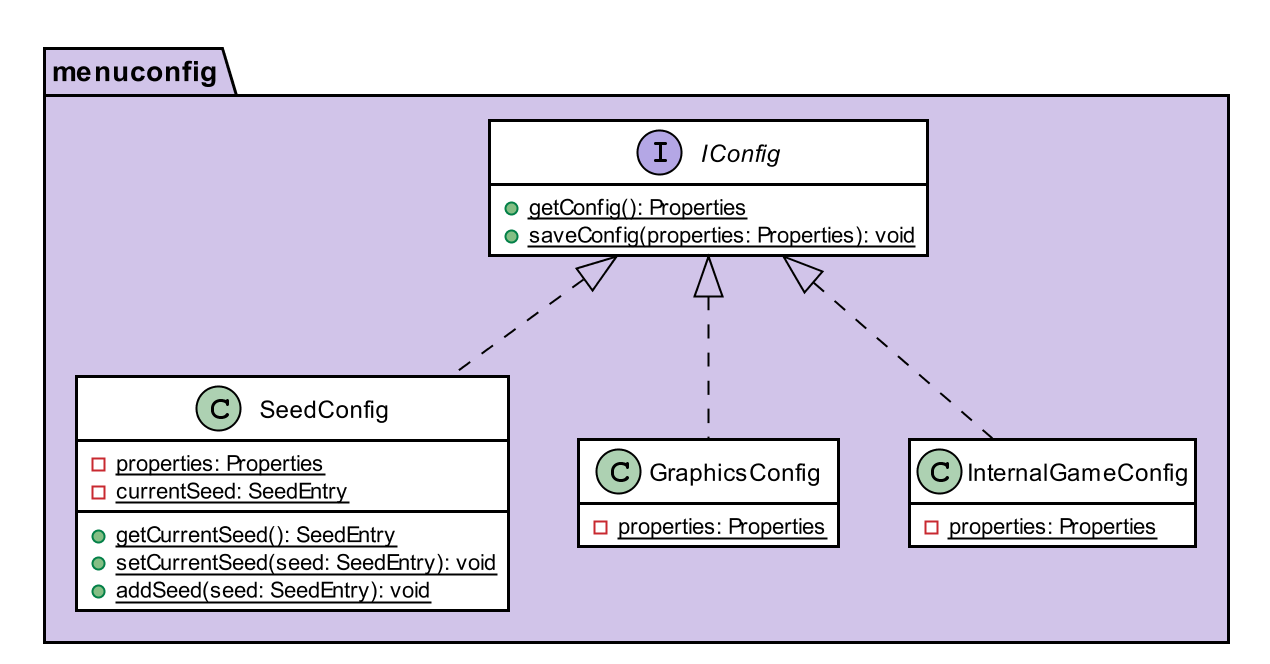 menuconfig
I IConfig
getConfig(): Properties
saveConfig(properties: Properties): void
C SeedConfig
properties: Properties
currentSeed: SeedEntry
getCurrentSeed(): SeedEntry
setCurrentSeed(seed: SeedEntry): void
addSeed(seed: SeedEntry): void
C GraphicsConfig
properties: Properties
C InternalGameConfig
properties: Properties